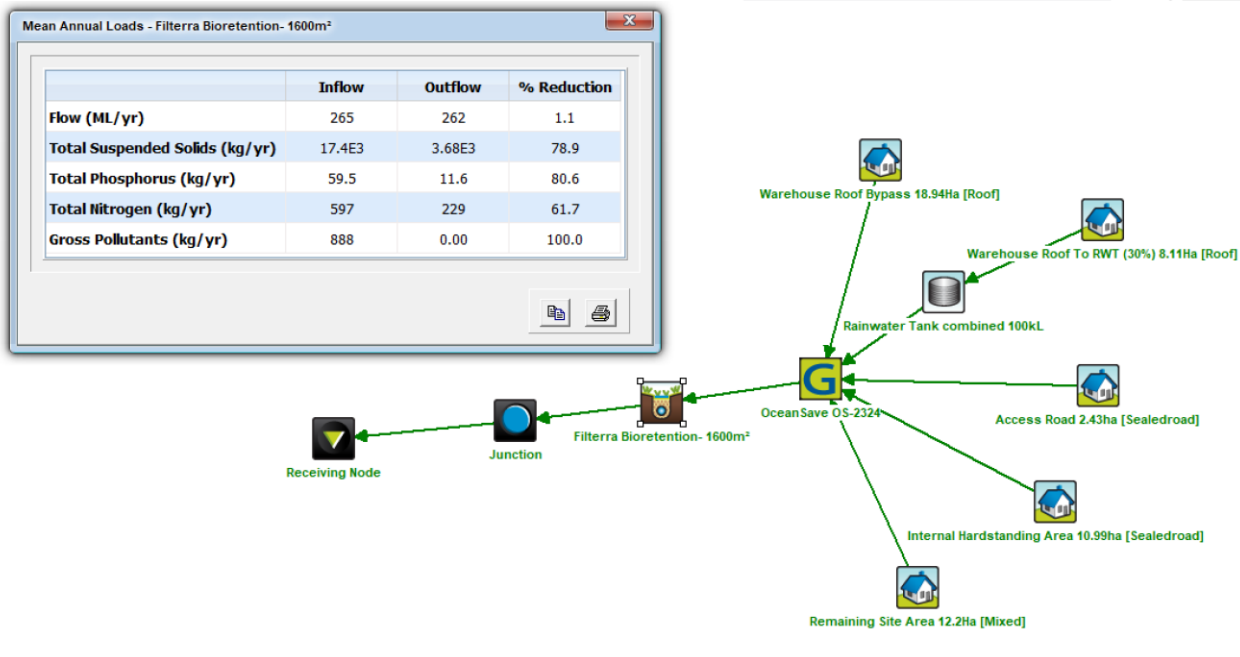 Mean Annual Loads - Filterra Bioretention- 1600m²
Inflow Outflow % Reduction
Flow (ML/yr) 265 262 1.1
Total Suspended Solids (kg/yr) 17.4E3 3.68E3 78.9
Total Phosphorus (kg/yr) 59.5 11.6 80.6
Total Nitrogen (kg/yr) 597 229 61.7
Gross Pollutants (kg/yr) 888 0.00 100.0
Warehouse Roof Bypass 18.94Ha [Roof]
Warehouse Roof To RWT (30%) 8.11Ha [Roof]
Rainwater Tank combined 100kL
G
OceanSave OS-2324
Access Road 2.43ha [Sealedroad]
Filterra Bioretention- 1600m²
Junction
Receiving Node
Internal Hardstanding Area 10.99ha [Sealedroad]
Remaining Site Area 12.2Ha [Mixed]